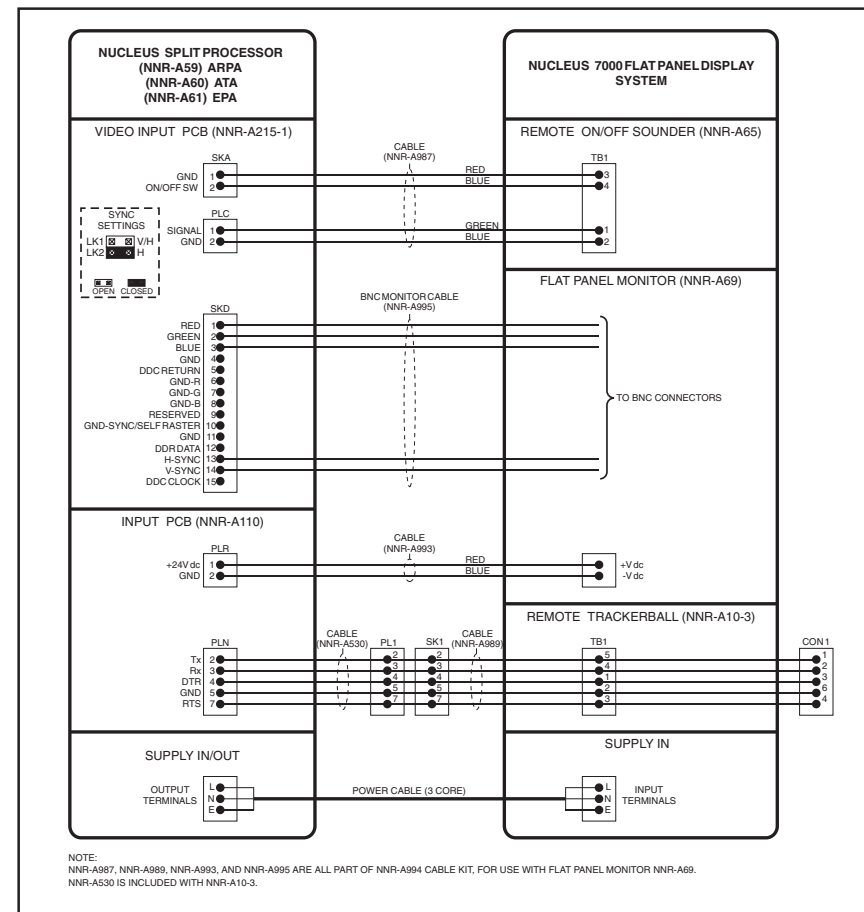 NUCLEUS SPLIT PROCESSOR
(NNR-A59) ARPA
(NNR-A60) ATA
(NNR-A61) EPA
NUCLEUS 7000 FLAT PANEL DISPLAY
SYSTEM
VIDEO INPUT PCB (NNR-A215-1)
REMOTE ON/OFF SOUNDER (NNR-A65)
SKA
CABLE
(NNR-A987)
TB1
GND 1 RED 3
ON/OFF SW 2 BLUE 4
SYNC
SETTINGS
LK1 V/H
LK2 H
OPEN CLOSED
PLC
SIGNAL 1 GREEN 1
GND 2 BLUE 2
FLAT PANEL MONITOR (NNR-A69)
SKD
BNC MONITOR CABLE
(NNR-A995)
RED 1
GREEN 2
BLUE 3
GND 4
DDC RETURN 5
GND-R 6
GND-G 7
GND-B 8
RESERVED 9
GND-SYNC/SELF RASTER 10
GND 11
DDR DATA 12
H-SYNC 13
V-SYNC 14
DDC CLOCK 15
TO BNC CONNECTORS
INPUT PCB (NNR-A110)
PLR
CABLE
(NNR-A993)
+24V dc 1 RED +V dc
GND 2 BLUE -V dc
REMOTE TRACKERBALL (NNR-A10-3)
PLN
CABLE
(NNR-A530)
PL1
SK1
CABLE
(NNR-A989)
TB1
CON 1
Tx 2 2 2 5 1
Rx 3 3 3 4 2
DTR 4 4 4 1 3
GND 5 5 5 2 6
RTS 7 7 7 3 4
SUPPLY IN/OUT
SUPPLY IN
OUTPUT
TERMINALS
L
N
E
POWER CABLE (3 CORE)
L
N
E
INPUT
TERMINALS
NOTE:
NNR-A987, NNR-A989, NNR-A993, AND NNR-A995 ARE ALL PART OF NNR-A994 CABLE KIT, FOR USE WITH FLAT PANEL MONITOR NNR-A69.
NNR-A530 IS INCLUDED WITH NNR-A10-3.